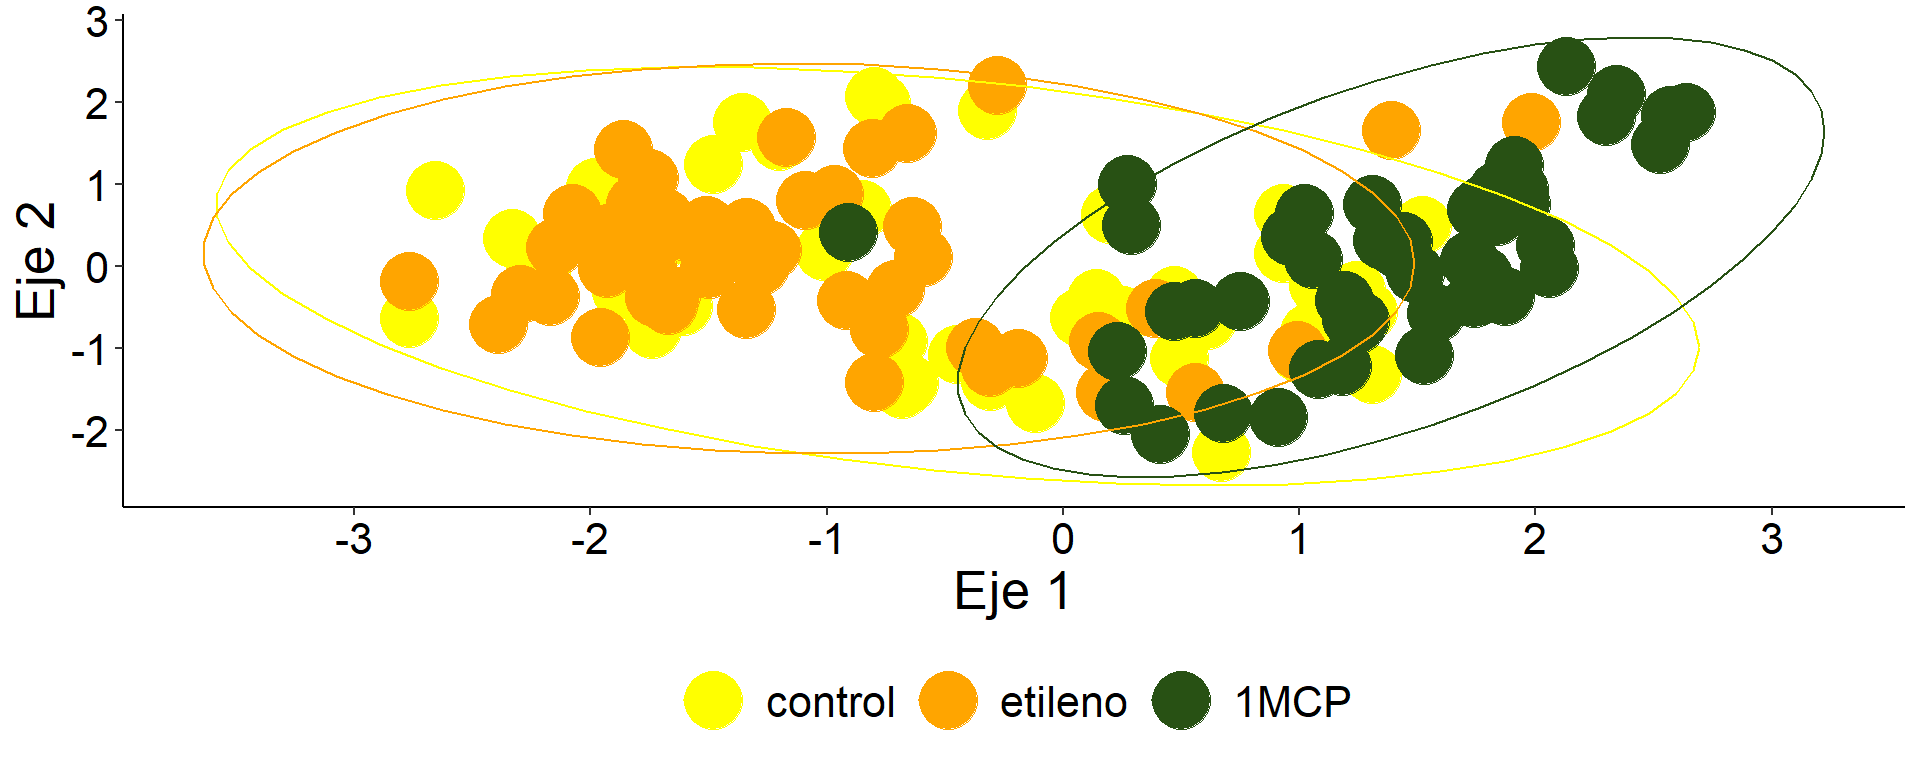 3
2
1
0
-1
-2
Eje 2
-3 -2 -1 0 1 2 3
Eje 1
control etileno 1MCP